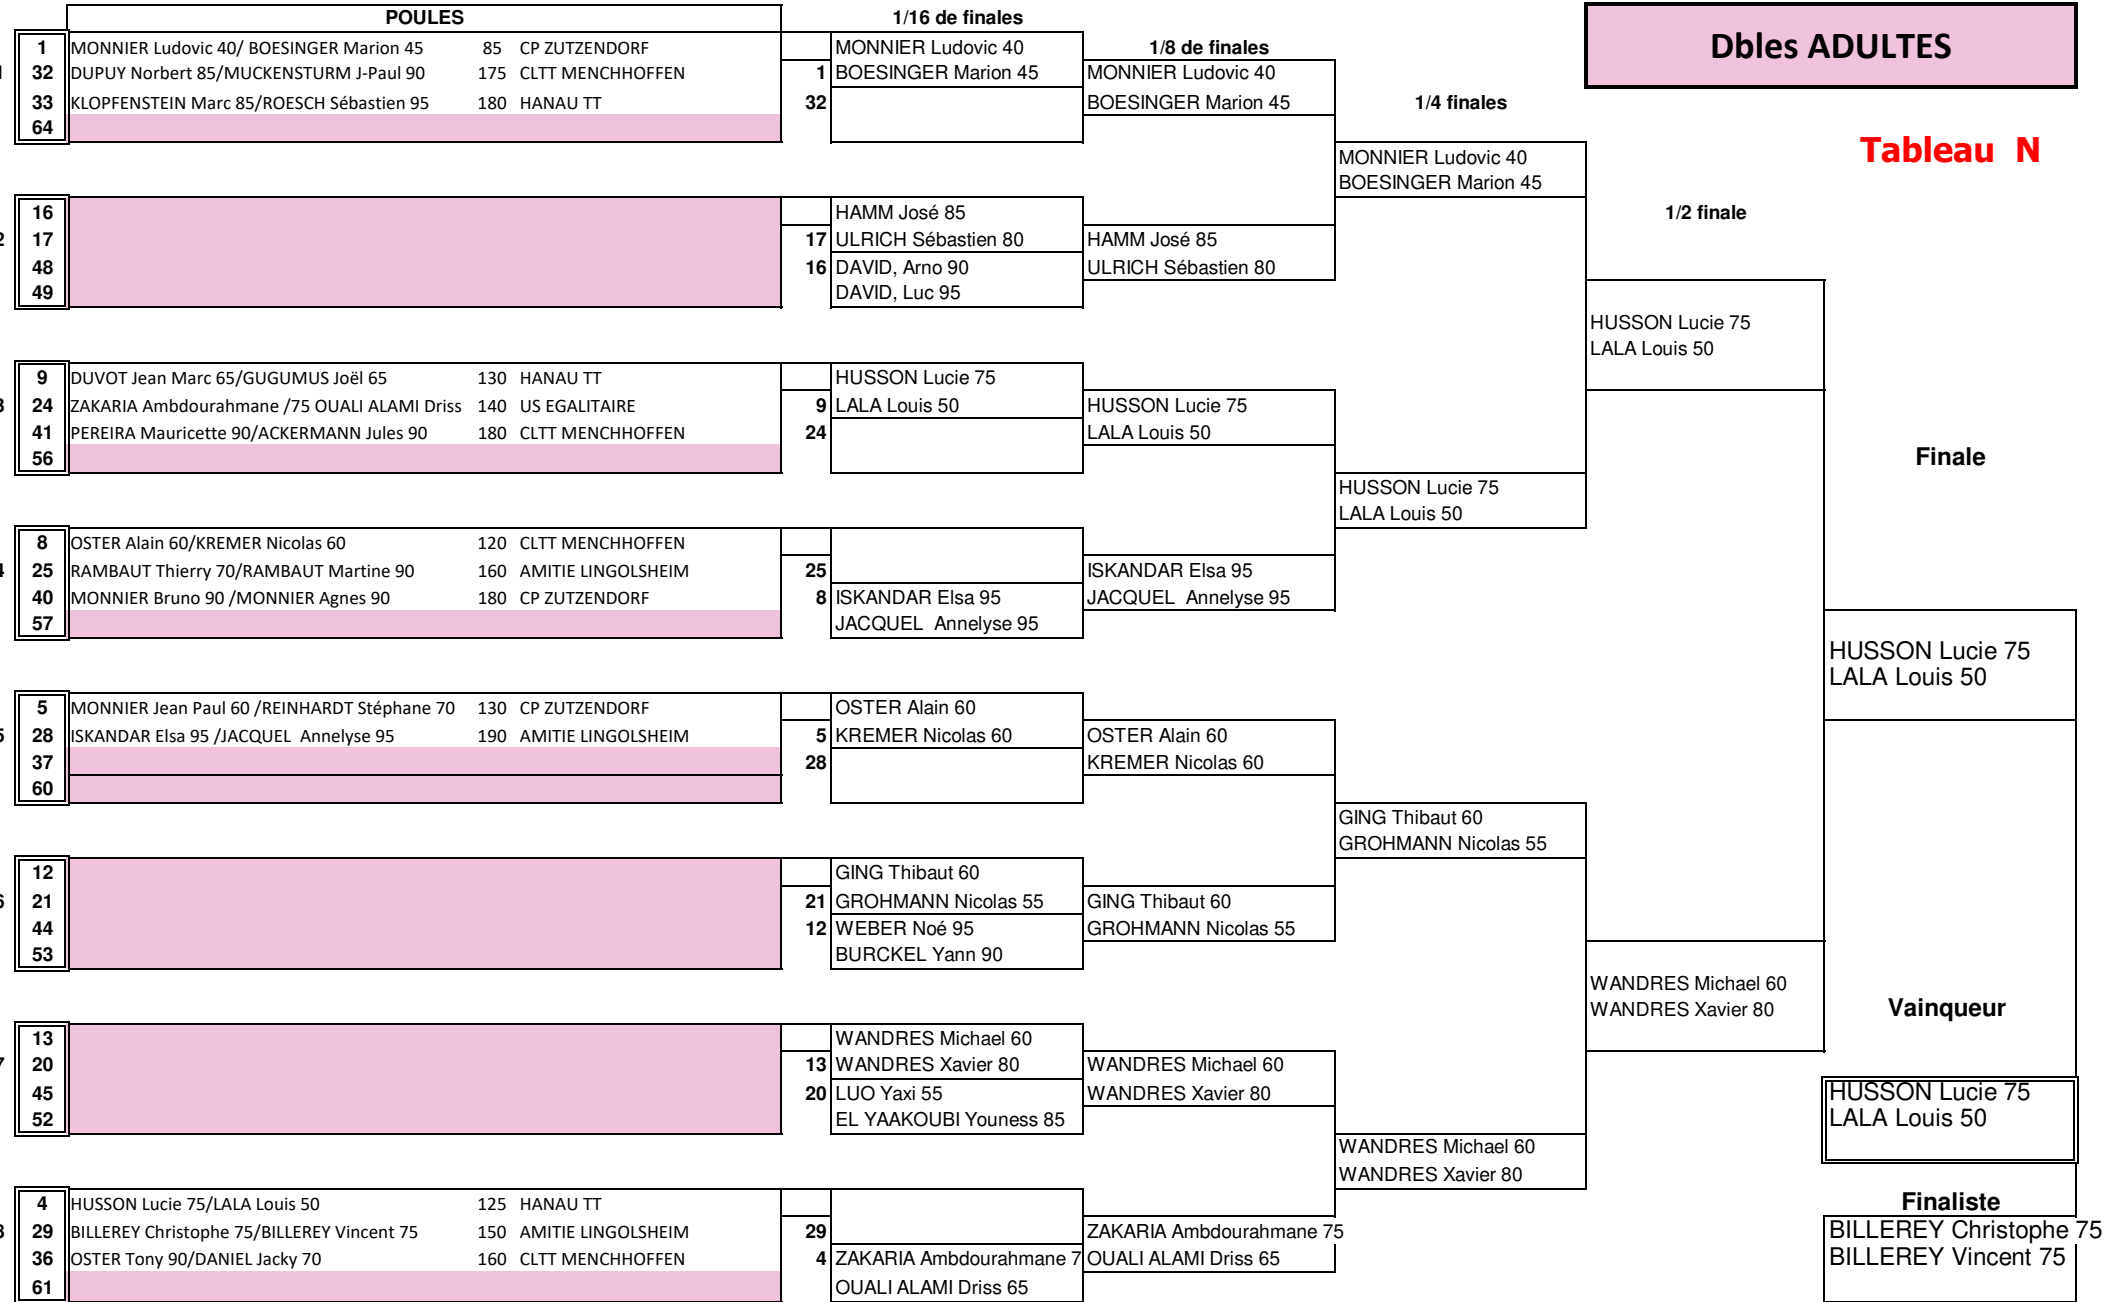 POULES 1/16 de finales
Dbles ADULTES
1 MONNIER Ludovic 40/ BOESINGER Marion 45 85 CP ZUTZENDORF MONNIER Ludovic 40 1/8 de finales
32 DUPUY Norbert 85/MUCKENSTURM J-Paul 90 175 CLTT MENCHHOFFEN 1 BOESINGER Marion 45 MONNIER Ludovic 40
33 KLOPFENSTEIN Marc 85/ROESCH Sébastien 95 180 HANAU TT 32 BOESINGER Marion 45 1/4 finales
64
Tableau N
MONNIER Ludovic 40
BOESINGER Marion 45
16 HAMM José 85 1/2 finale
2 17 17 ULRICH Sébastien 80 HAMM José 85
48 16 DAVID, Arno 90 ULRICH Sébastien 80
49 DAVID, Luc 95
HUSSON Lucie 75
LALA Louis 50
9 DUVOT Jean Marc 65/GUGUMUS Joël 65 130 HANAU TT HUSSON Lucie 75
3 24 ZAKARIA Ambdourahmane /75 OUALI ALAMI Driss 140 US EGALITAIRE 9 LALA Louis 50 HUSSON Lucie 75
41 PEREIRA Mauricette 90/ACKERMANN Jules 90 180 CLTT MENCHHOFFEN 24 LALA Louis 50
56 Finale
HUSSON Lucie 75
LALA Louis 50
8 OSTER Alain 60/KREMER Nicolas 60 120 CLTT MENCHHOFFEN
4 25 RAMBAUT Thierry 70/RAMBAUT Martine 90 160 AMITIE LINGOLSHEIM 25 ISKANDAR Elsa 95
40 MONNIER Bruno 90 /MONNIER Agnes 90 180 CP ZUTZENDORF 8 ISKANDAR Elsa 95 JACQUEL  Annelyse 95
57 JACQUEL  Annelyse 95
HUSSON Lucie 75
LALA Louis 50
5 MONNIER Jean Paul 60 /REINHARDT Stéphane 70 130 CP ZUTZENDORF OSTER Alain 60
5 28 ISKANDAR Elsa 95 /JACQUEL  Annelyse 95 190 AMITIE LINGOLSHEIM 5 KREMER Nicolas 60 OSTER Alain 60
37 28 KREMER Nicolas 60
60
GING Thibaut 60
GROHMANN Nicolas 55
12 GING Thibaut 60
6 21 21 GROHMANN Nicolas 55 GING Thibaut 60
44 12 WEBER Noé 95 GROHMANN Nicolas 55
53 BURCKEL Yann 90
WANDRES Michael 60
WANDRES Xavier 80 Vainqueur
13 WANDRES Michael 60
7 20 13 WANDRES Xavier 80 WANDRES Michael 60
45 20 LUO Yaxi 55 WANDRES Xavier 80 HUSSON Lucie 75
52 EL YAAKOUBI Youness 85 LALA Louis 50
WANDRES Michael 60
WANDRES Xavier 80
4 HUSSON Lucie 75/LALA Louis 50 125 HANAU TT Finaliste
29 BILLEREY Christophe 75/BILLEREY Vincent 75 150 AMITIE LINGOLSHEIM 29 ZAKARIA Ambdourahmane 75 BILLEREY Christophe 75
36 OSTER Tony 90/DANIEL Jacky 70 160 CLTT MENCHHOFFEN 4 ZAKARIA Ambdourahmane 7 OUALI ALAMI Driss 65 BILLEREY Vincent 75
61 OUALI ALAMI Driss 65